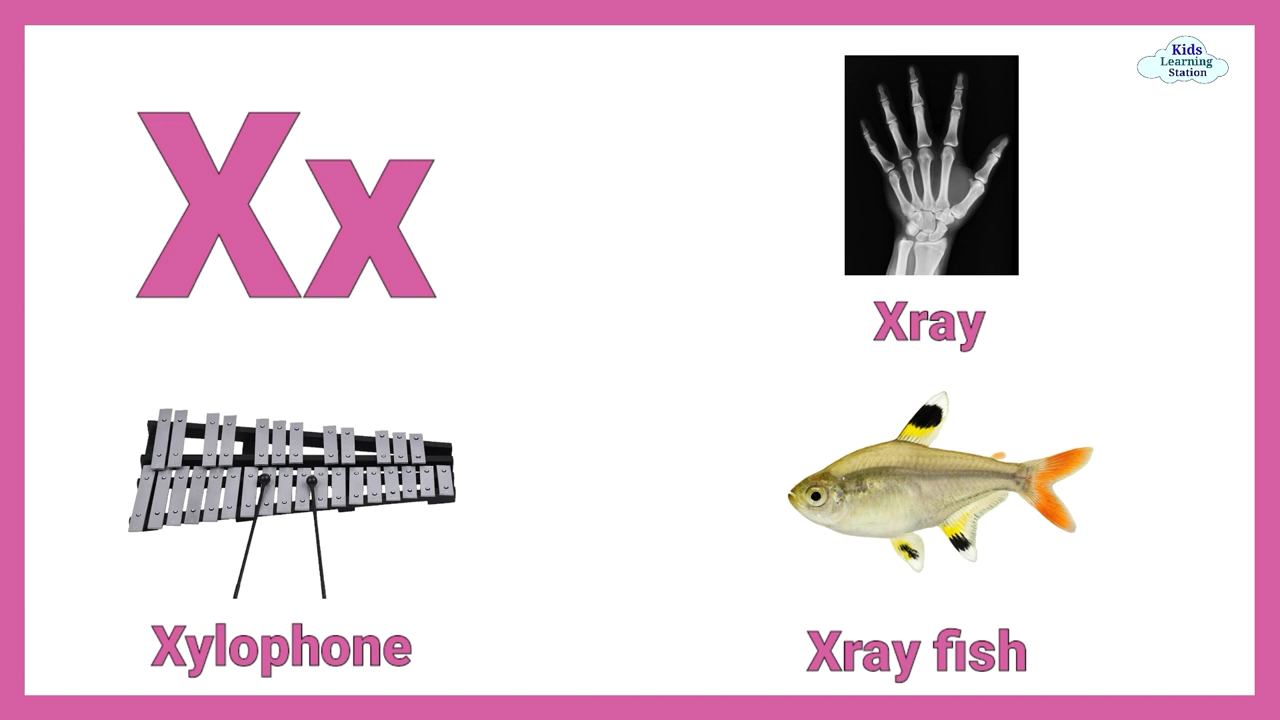 Kids
Learning
Station
Xx
Xray
Xylophone
Xray fish